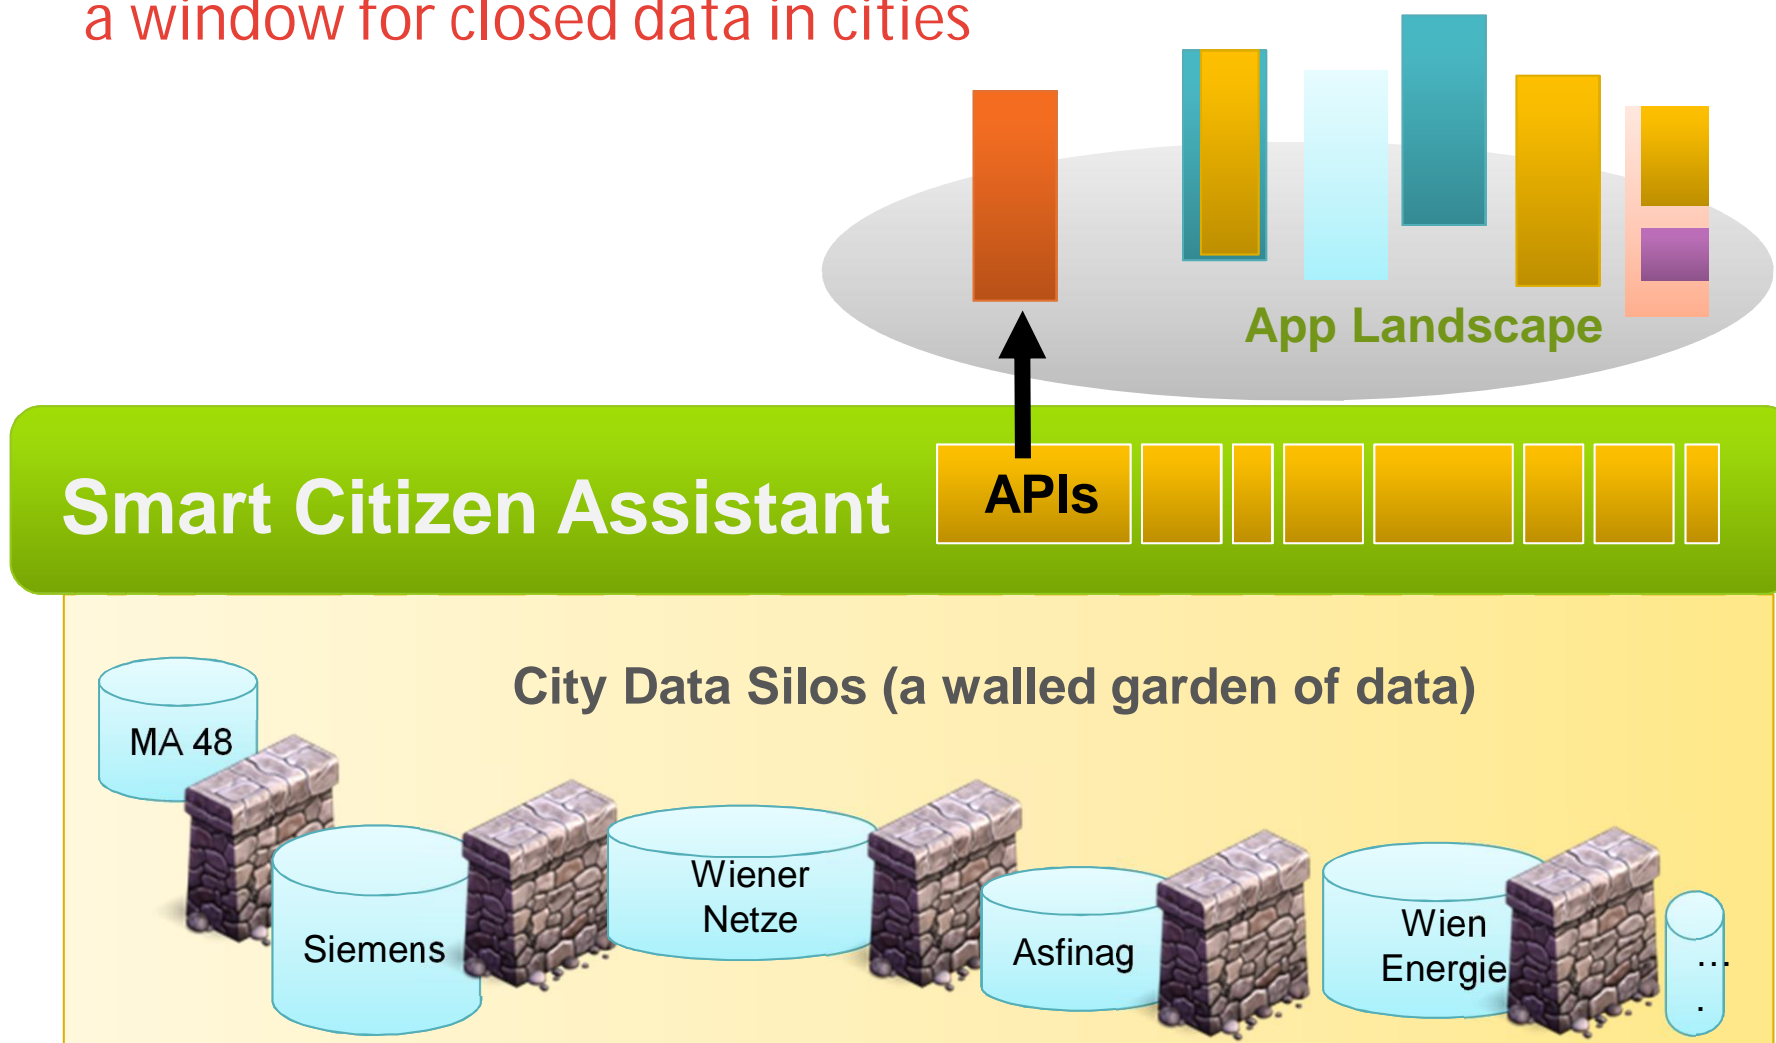 a window for closed data in cities
App Landscape
Smart Citizen Assistant
APIs
City Data Silos (a walled garden of data)
MA 48
Siemens
Wiener
Netze
Asfinag
Wien
Energie
...
.